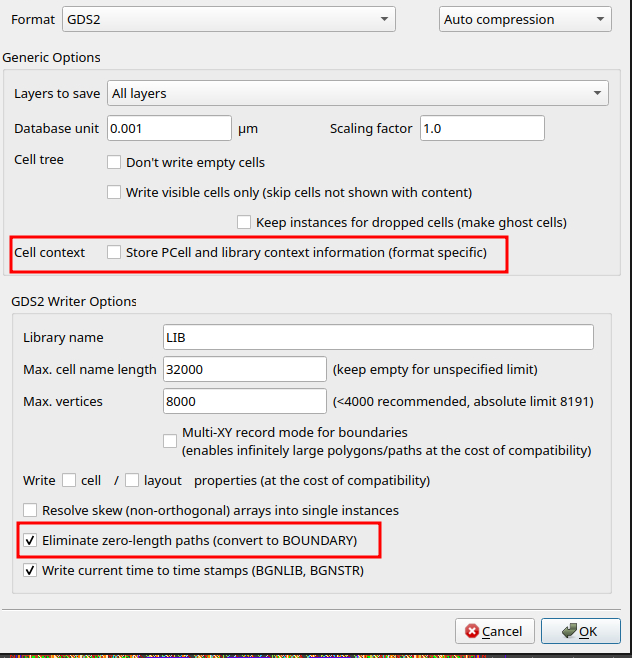 Format GDS2 Auto compression
Generic Options
Layers to save All layers
Database unit 0.001 µm Scaling factor 1.0
Cell tree Don't write empty cells
Write visible cells only (skip cells not shown with content)
Keep instances for dropped cells (make ghost cells)
Cell context Store PCell and library context information (format specific)
GDS2 Writer Options
Library name LIB
Max. cell name length 32000 (keep empty for unspecified limit)
Max. vertices 8000 (<4000 recommended, absolute limit 8191)
Multi-XY record mode for boundaries
(enables infinitely large polygons/paths at the cost of compatibility)
Write cell / layout properties (at the cost of compatibility)
Resolve skew (non-orthogonal) arrays into single instances
Eliminate zero-length paths (convert to BOUNDARY)
Write current time to time stamps (BGNLIB, BGNSTR)
Cancel OK